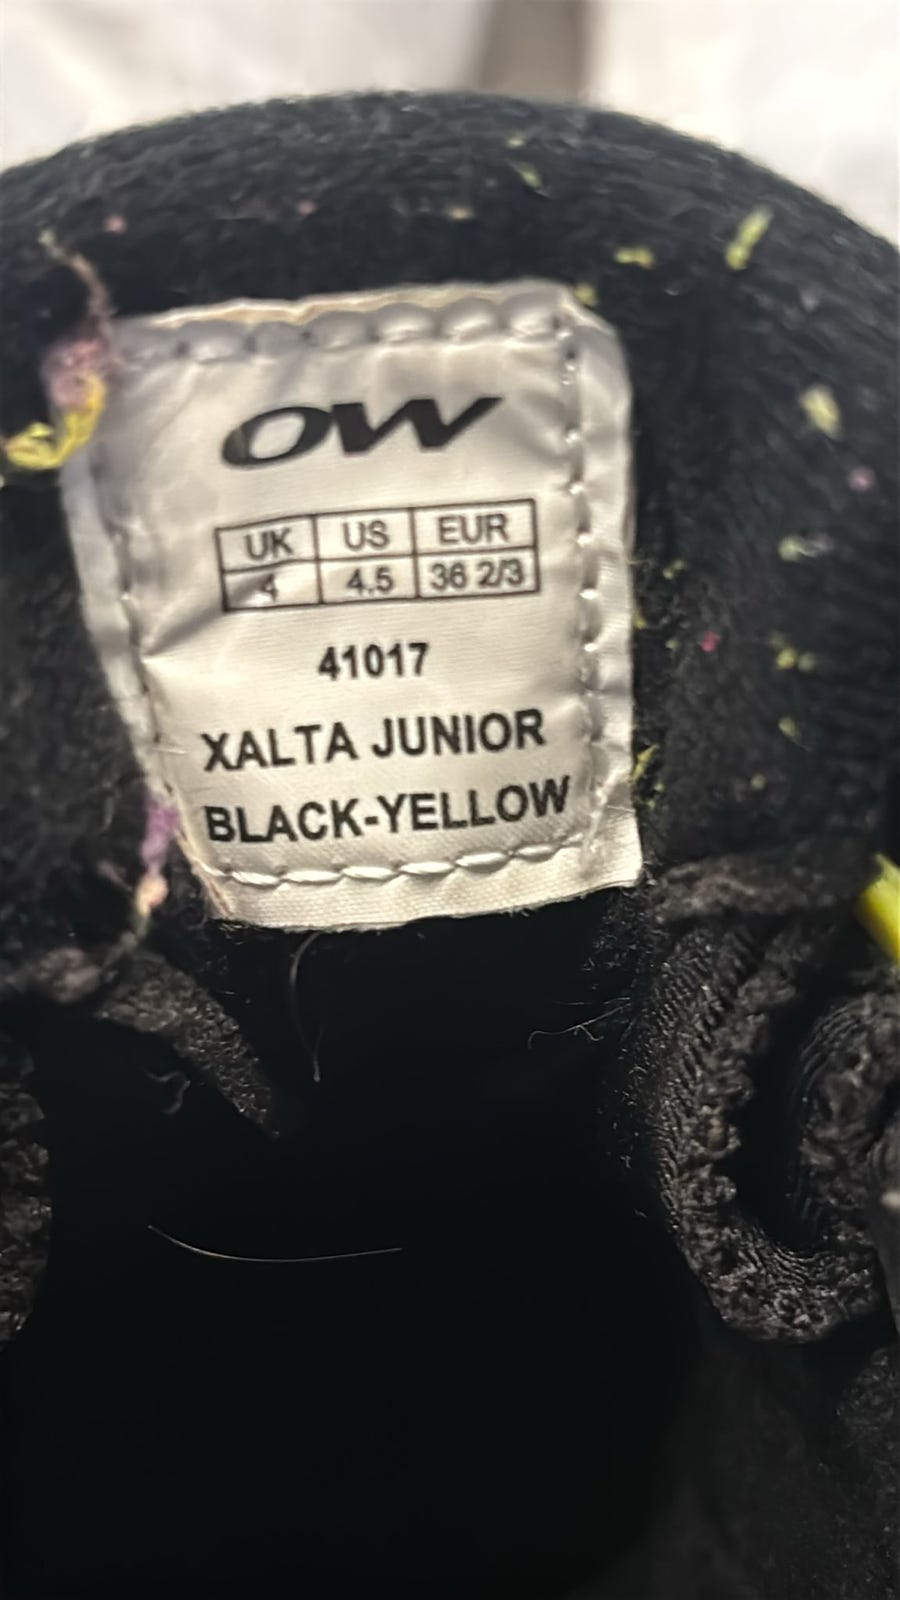 OW
UK US EUR
4 4.5 36 2/3
41017
XALTA JUNIOR
BLACK-YELLOW